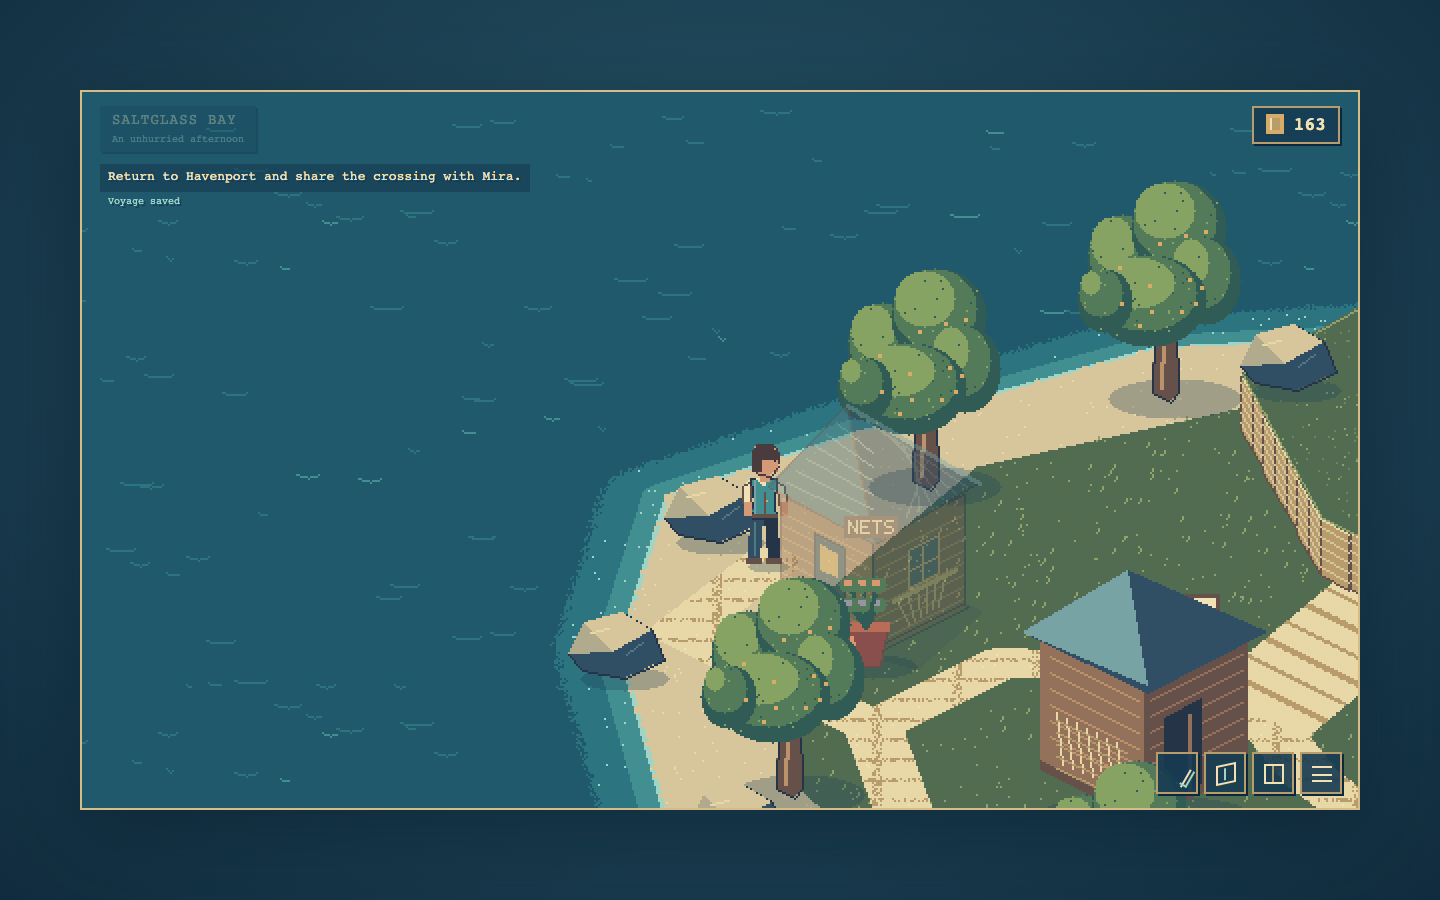 SALTGLASS BAY
An unhurried afternoon
163
Return to Havenport and share the crossing with Mira.
Voyage saved
NETS